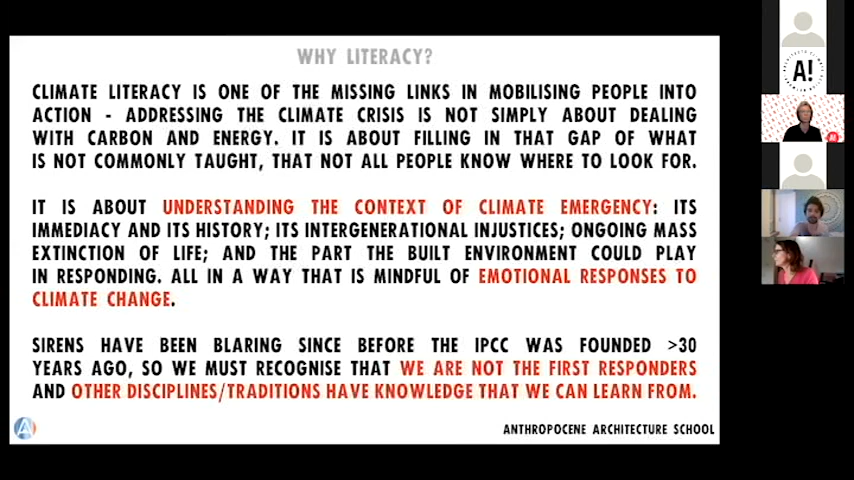 WHY LITERACY?
CLIMATE LITERACY IS ONE OF THE MISSING LINKS IN MOBILISING PEOPLE INTO
ACTION - ADDRESSING THE CLIMATE CRISIS IS NOT SIMPLY ABOUT DEALING
WITH CARBON AND ENERGY. IT IS ABOUT FILLING IN THAT GAP OF WHAT
IS NOT COMMONLY TAUGHT, THAT NOT ALL PEOPLE KNOW WHERE TO LOOK FOR.
IT IS ABOUT UNDERSTANDING THE CONTEXT OF CLIMATE EMERGENCY: ITS
IMMEDIACY AND ITS HISTORY; ITS INTERGENERATIONAL INJUSTICES; ONGOING MASS
EXTINCTION OF LIFE; AND THE PART THE BUILT ENVIRONMENT COULD PLAY
IN RESPONDING. ALL IN A WAY THAT IS MINDFUL OF EMOTIONAL RESPONSES TO
CLIMATE CHANGE.
SIRENS HAVE BEEN BLARING SINCE BEFORE THE IPCC WAS FOUNDED >30
YEARS AGO, SO WE MUST RECOGNISE THAT WE ARE NOT THE FIRST RESPONDERS
AND OTHER DISCIPLINES/TRADITIONS HAVE KNOWLEDGE THAT WE CAN LEARN FROM.
ANTHROPOCENE ARCHITECTURE SCHOOL
A!